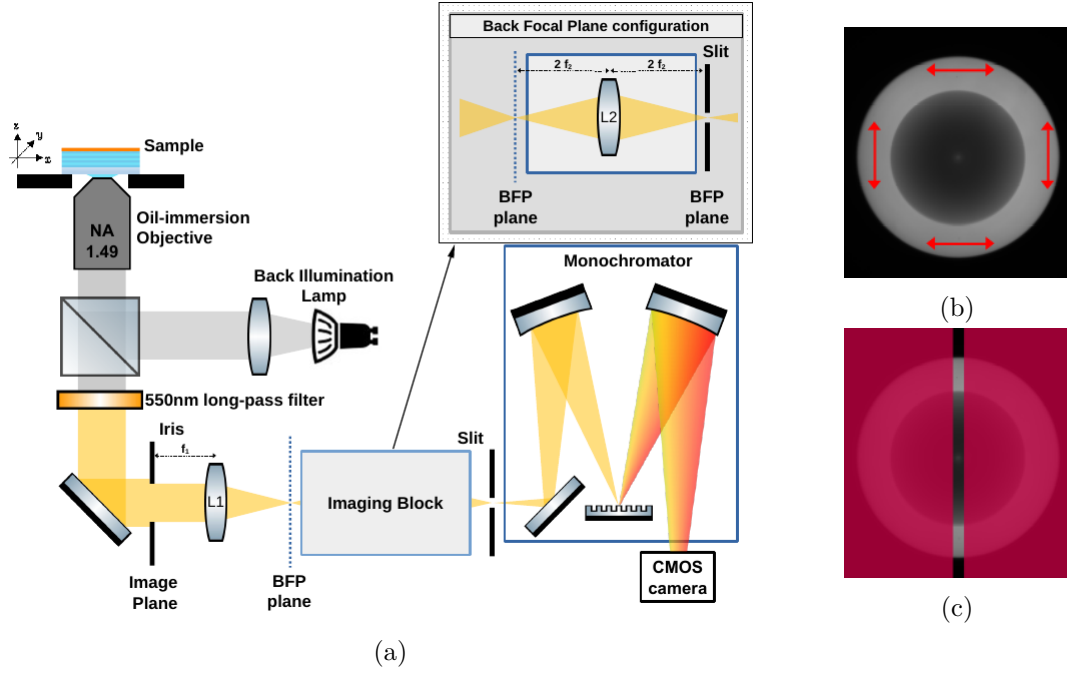 Back Focal Plane configuration
Slit
2 f₂
2 f₂
L2
BFP
plane
BFP
plane
z
y
x
Sample
NA
1.49
Oil-immersion
Objective
Back Illumination
Lamp
550nm long-pass filter
Iris
f₁
L1
Image
Plane
BFP
plane
Imaging Block
Slit
Monochromator
CMOS
camera
(a)
(b)
(c)